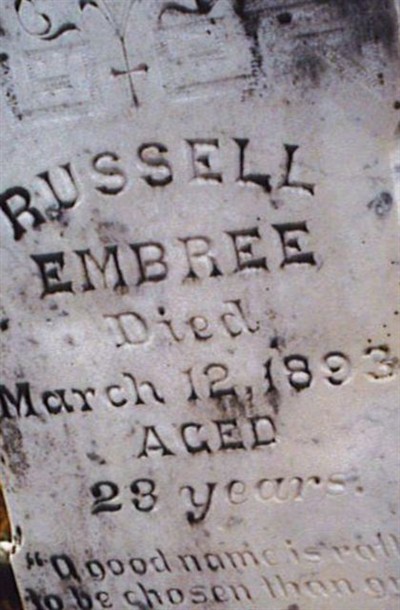 RUSSELL
EMBREE
Died
March 12, 1893
AGED
23 years.
"A good name is
to be chosen than